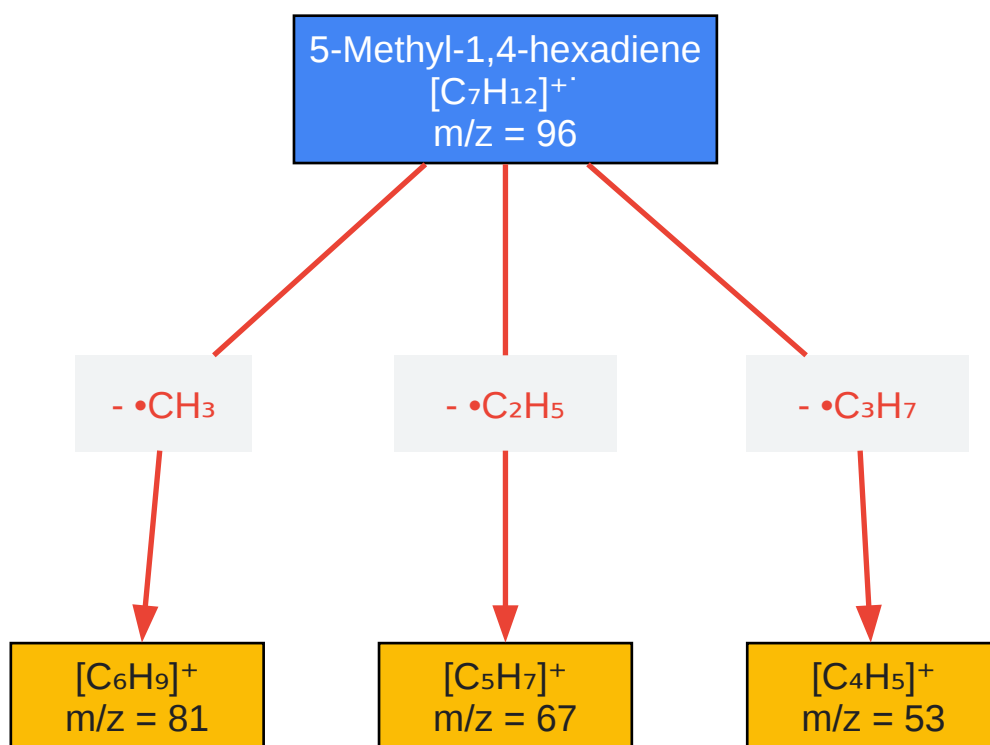 5-Methyl-1,4-hexadiene
[C₇H₁₂]⁺˙
m/z = 96
- •CH₃
- •C₂H₅
- •C₃H₇
[C₆H₉]⁺
m/z = 81
[C₅H₇]⁺
m/z = 67
[C₄H₅]⁺
m/z = 53